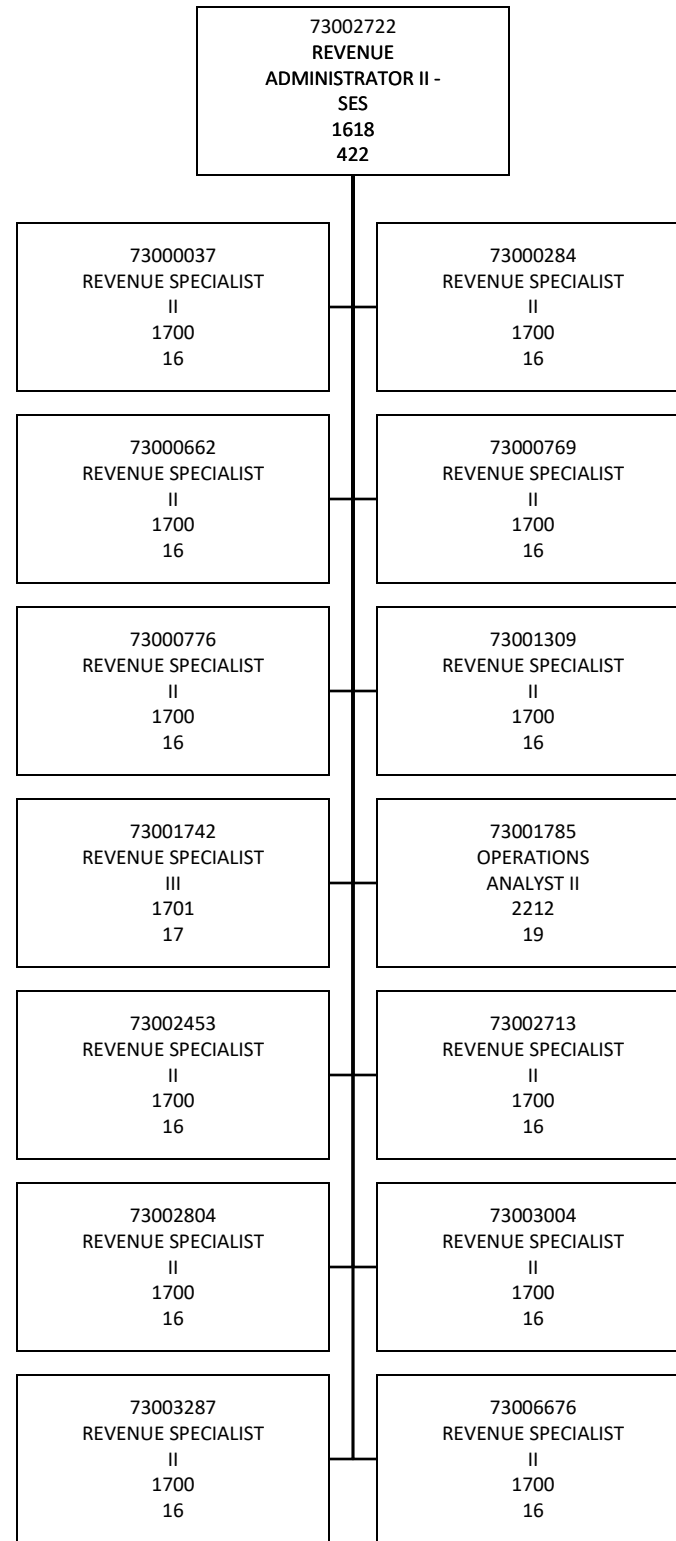 73002722
REVENUE
ADMINISTRATOR II -
SES
1618
422
73000037
REVENUE SPECIALIST
II
1700
16
73000284
REVENUE SPECIALIST
II
1700
16
73000662
REVENUE SPECIALIST
II
1700
16
73000769
REVENUE SPECIALIST
II
1700
16
73000776
REVENUE SPECIALIST
II
1700
16
73001309
REVENUE SPECIALIST
II
1700
16
73001742
REVENUE SPECIALIST
III
1701
17
73001785
OPERATIONS
ANALYST II
2212
19
73002453
REVENUE SPECIALIST
II
1700
16
73002713
REVENUE SPECIALIST
II
1700
16
73002804
REVENUE SPECIALIST
II
1700
16
73003004
REVENUE SPECIALIST
II
1700
16
73003287
REVENUE SPECIALIST
II
1700
16
73006676
REVENUE SPECIALIST
II
1700
16